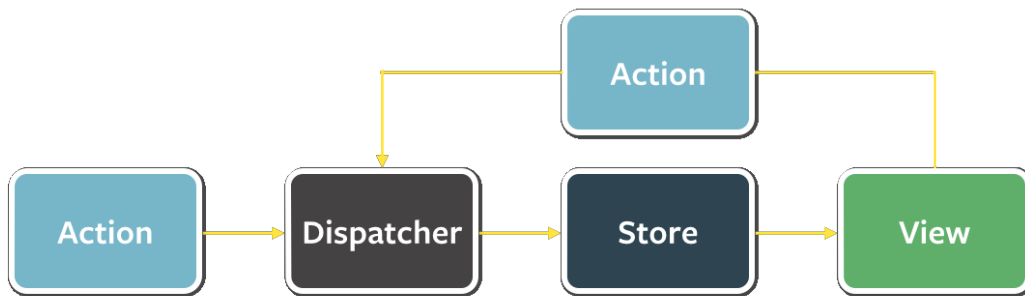 Action
Action
Dispatcher
Store
View